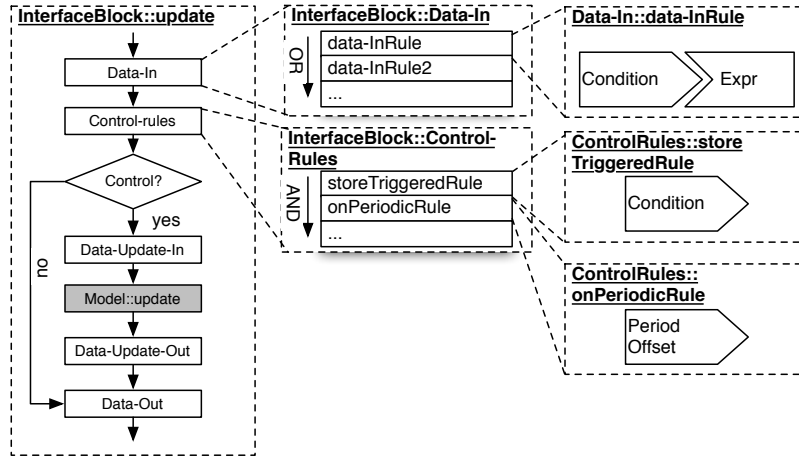 InterfaceBlock::update
Data-In
Control-rules
Control?
yes
no
Data-Update-In
Model::update
Data-Update-Out
Data-Out
InterfaceBlock::Data-In
OR
data-InRule
data-InRule2
...
InterfaceBlock::Control-
Rules
AND
storeTriggeredRule
onPeriodicRule
...
Data-In::data-InRule
Condition
Expr
ControlRules::store
TriggeredRule
Condition
ControlRules::
onPeriodicRule
Period
Offset